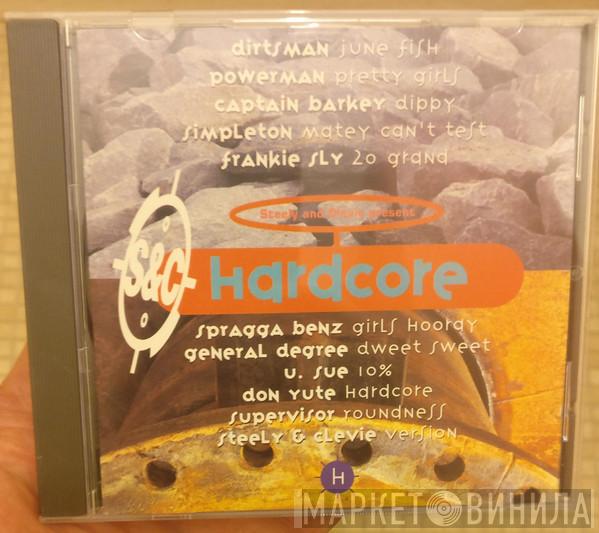 dirtsman june fish
powerman pretty girls
captain barkey dippy
simpleton matey can't test
frankie sly 20 grand
Steely and Clevie present
S&C
Hardcore
spragga benz girls hooray
general degree dweet sweet
u. sue 10%
don yute hardcore
supervisor roundness
steely & clevie version
H
МАРКЕТ ВИНИЛА